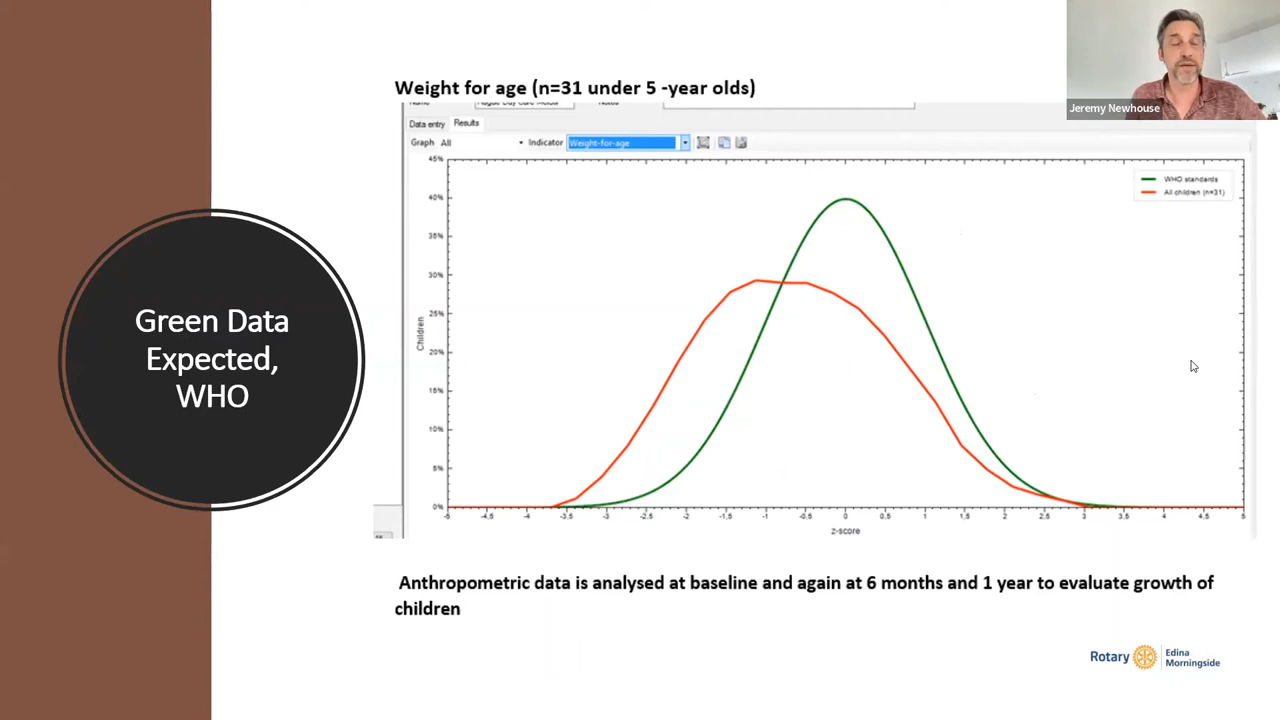 Jeremy Newhouse
Weight for age (n=31 under 5 -year olds)
Name
Notes
Data entry
Results
Graph All
Indicator
Weight-for-age
45%
40%
35%
30%
25%
20%
15%
10%
5%
0%
Children
WHO standards
All children (n=31)
-5 -4.5 -4 -3.5 -3 -2.5 -2 -1.5 -1 -0.5 0 0.5 1 1.5 2 2.5 3 3.5 4 4.5 5
z-score
Green Data
Expected,
WHO
Anthropometric data is analysed at baseline and again at 6 months and 1 year to evaluate growth of
children
Rotary
Edina
Morningside